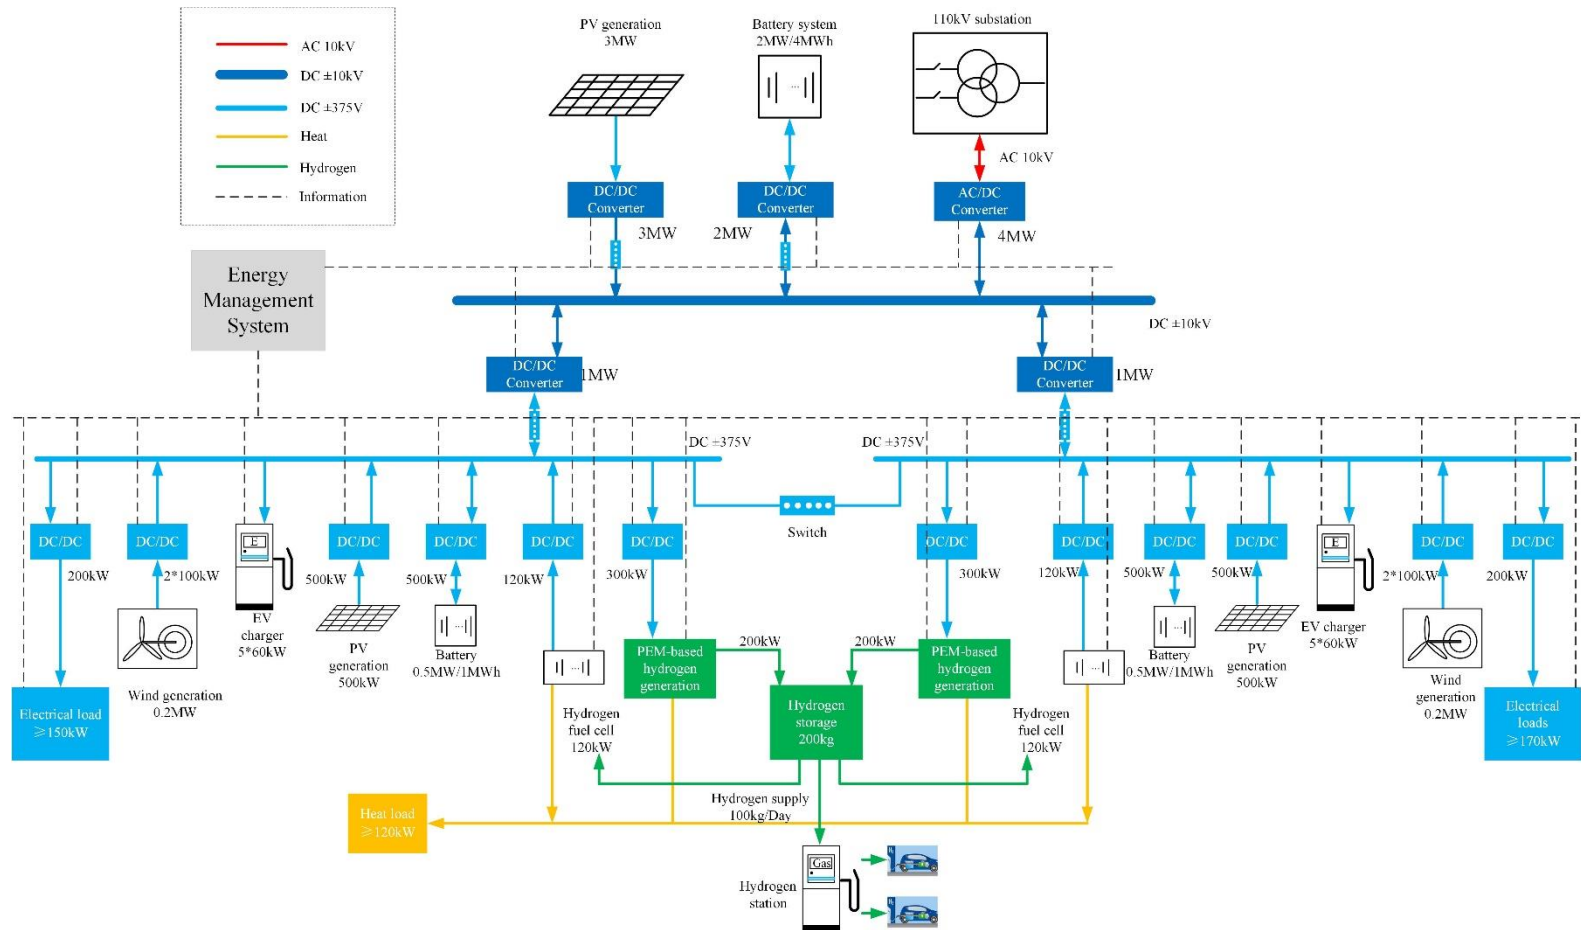 AC 10kV
DC ±10kV
DC ±375V
Heat
Hydrogen
Information
PV generation
3MW
Battery system
2MW/4MWh
110kV substation
AC 10kV
DC/DC
Converter
DC/DC
Converter
AC/DC
Converter
3MW
2MW
4MW
Energy
Management
System
DC ±10kV
DC/DC
Converter
1MW
DC/DC
Converter
1MW
DC ±375V
DC ±375V
Switch
DC/DC
DC/DC
E
DC/DC
DC/DC
DC/DC
DC/DC
DC/DC
DC/DC
DC/DC
DC/DC
E
DC/DC
DC/DC
200kW
2*100kW
500kW
500kW
120kW
300kW
300kW
120kW
500kW
500kW
2*100kW
200kW
EV
charger
5*60kW
PV
generation
500kW
Battery
0.5MW/1MWh
Wind generation
0.2MW
Electrical load
≥150kW
PEM-based
hydrogen
generation
200kW
200kW
PEM-based
hydrogen
generation
Hydrogen
storage
200kg
Hydrogen
fuel cell
120kW
Hydrogen
fuel cell
120kW
Battery
0.5MW/1MWh
PV
generation
500kW
EV charger
5*60kW
Wind
generation
0.2MW
Electrical
loads
≥170kW
Heat load
≥120kW
Hydrogen supply
100kg/Day
Gas
Hydrogen
station